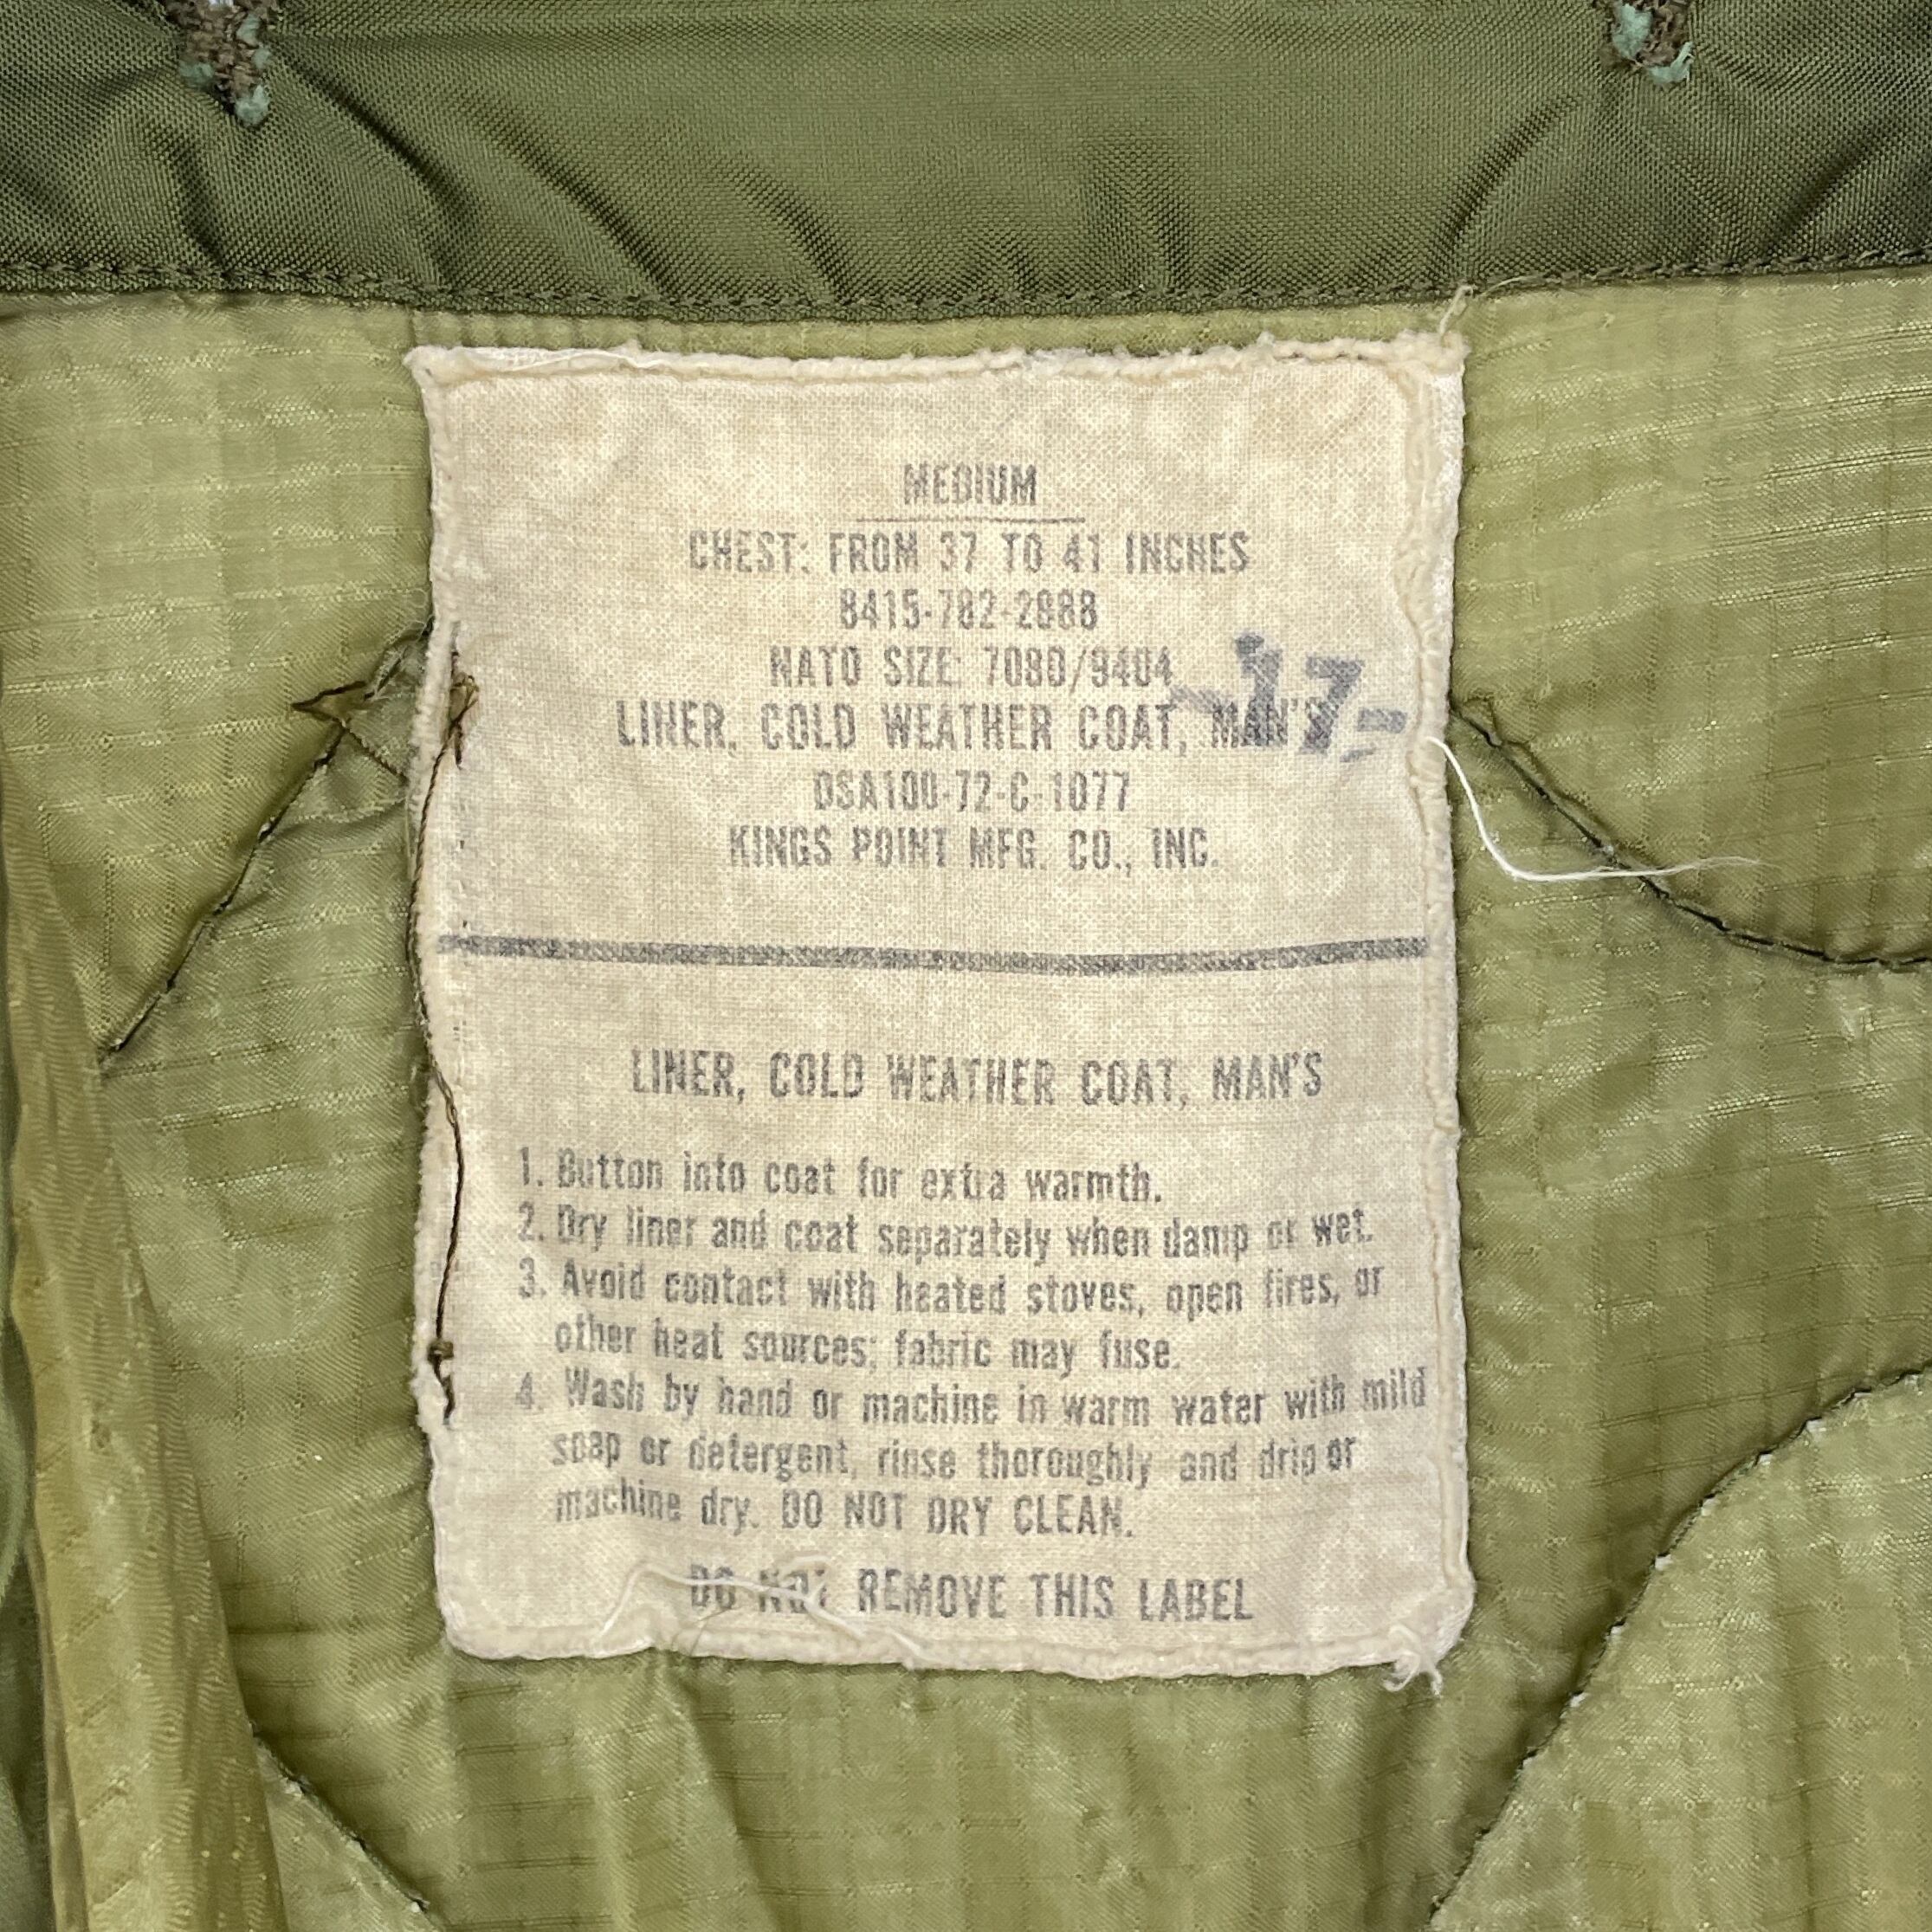 MEDIUM
CHEST: FROM 37 TO 41 INCHES
8415-782-2888
NATO SIZE: 7080/9404
-17-
LINER, COLD WEATHER COAT, MAN'S
DSA100-72-C-1077
KINGS POINT MFG. CO., INC.
LINER, COLD WEATHER COAT, MAN'S
1. Button into coat for extra warmth.
2. Dry liner and coat separately when damp or wet.
3. Avoid contact with heated stoves, open fires, or
other heat sources; fabric may fuse.
4. Wash by hand or machine in warm water with mild
soap or detergent, rinse thoroughly and drip or
machine dry. DO NOT DRY CLEAN.
DO NOT REMOVE THIS LABEL